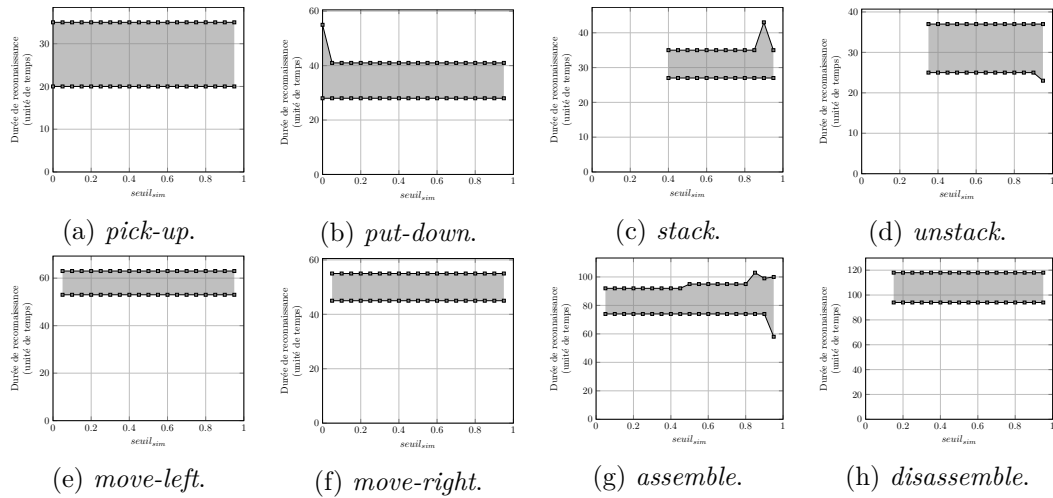 Durée de reconnaissance
(unité de temps)
0
10
20
30
0
0.2
0.4
0.6
0.8
1
seuil_sim
(a) pick-up.
Durée de reconnaissance
(unité de temps)
0
20
40
60
0
0.2
0.4
0.6
0.8
1
seuil_sim
(b) put-down.
Durée de reconnaissance
(unité de temps)
0
10
20
30
40
0
0.2
0.4
0.6
0.8
1
seuil_sim
(c) stack.
Durée de reconnaissance
(unité de temps)
0
10
20
30
40
0
0.2
0.4
0.6
0.8
1
seuil_sim
(d) unstack.
Durée de reconnaissance
(unité de temps)
0
20
40
60
0
0.2
0.4
0.6
0.8
1
seuil_sim
(e) move-left.
Durée de reconnaissance
(unité de temps)
0
20
40
60
0
0.2
0.4
0.6
0.8
1
seuil_sim
(f) move-right.
Durée de reconnaissance
(unité de temps)
0
20
40
60
80
100
0
0.2
0.4
0.6
0.8
1
seuil_sim
(g) assemble.
Durée de reconnaissance
(unité de temps)
0
20
40
60
80
100
120
0
0.2
0.4
0.6
0.8
1
seuil_sim
(h) disassemble.